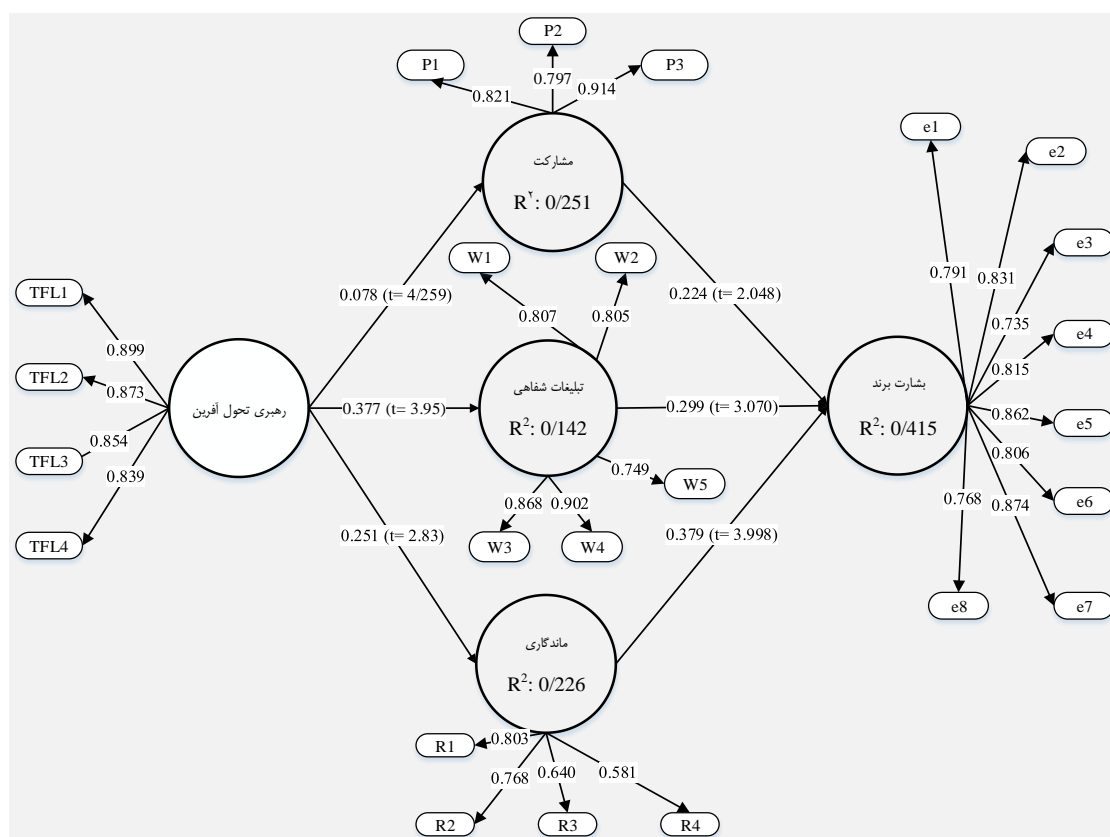 P2
P1
P3
0.797
0.821
0.914
مشارکت
R۲: 0/251
e1
e2
e3
e4
e5
e6
e7
e8
0.791
0.831
0.735
0.815
0.862
0.806
0.874
0.768
W1
W2
0.807
0.805
TFL1
TFL2
TFL3
TFL4
0.899
0.873
0.854
0.839
رهبری تحول آفرین
0.078 (t= 4/259)
0.377 (t= 3.95)
0.251 (t= 2.83)
تبلیغات شفاهی
R2: 0/142
0.224 (t= 2.048)
0.299 (t= 3.070)
0.379 (t= 3.998)
بشارت برند
R2: 0/415
0.749
W5
0.868
0.902
W3
W4
ماندگاری
R2: 0/226
R1
0.803
0.768
0.640
0.581
R2
R3
R4